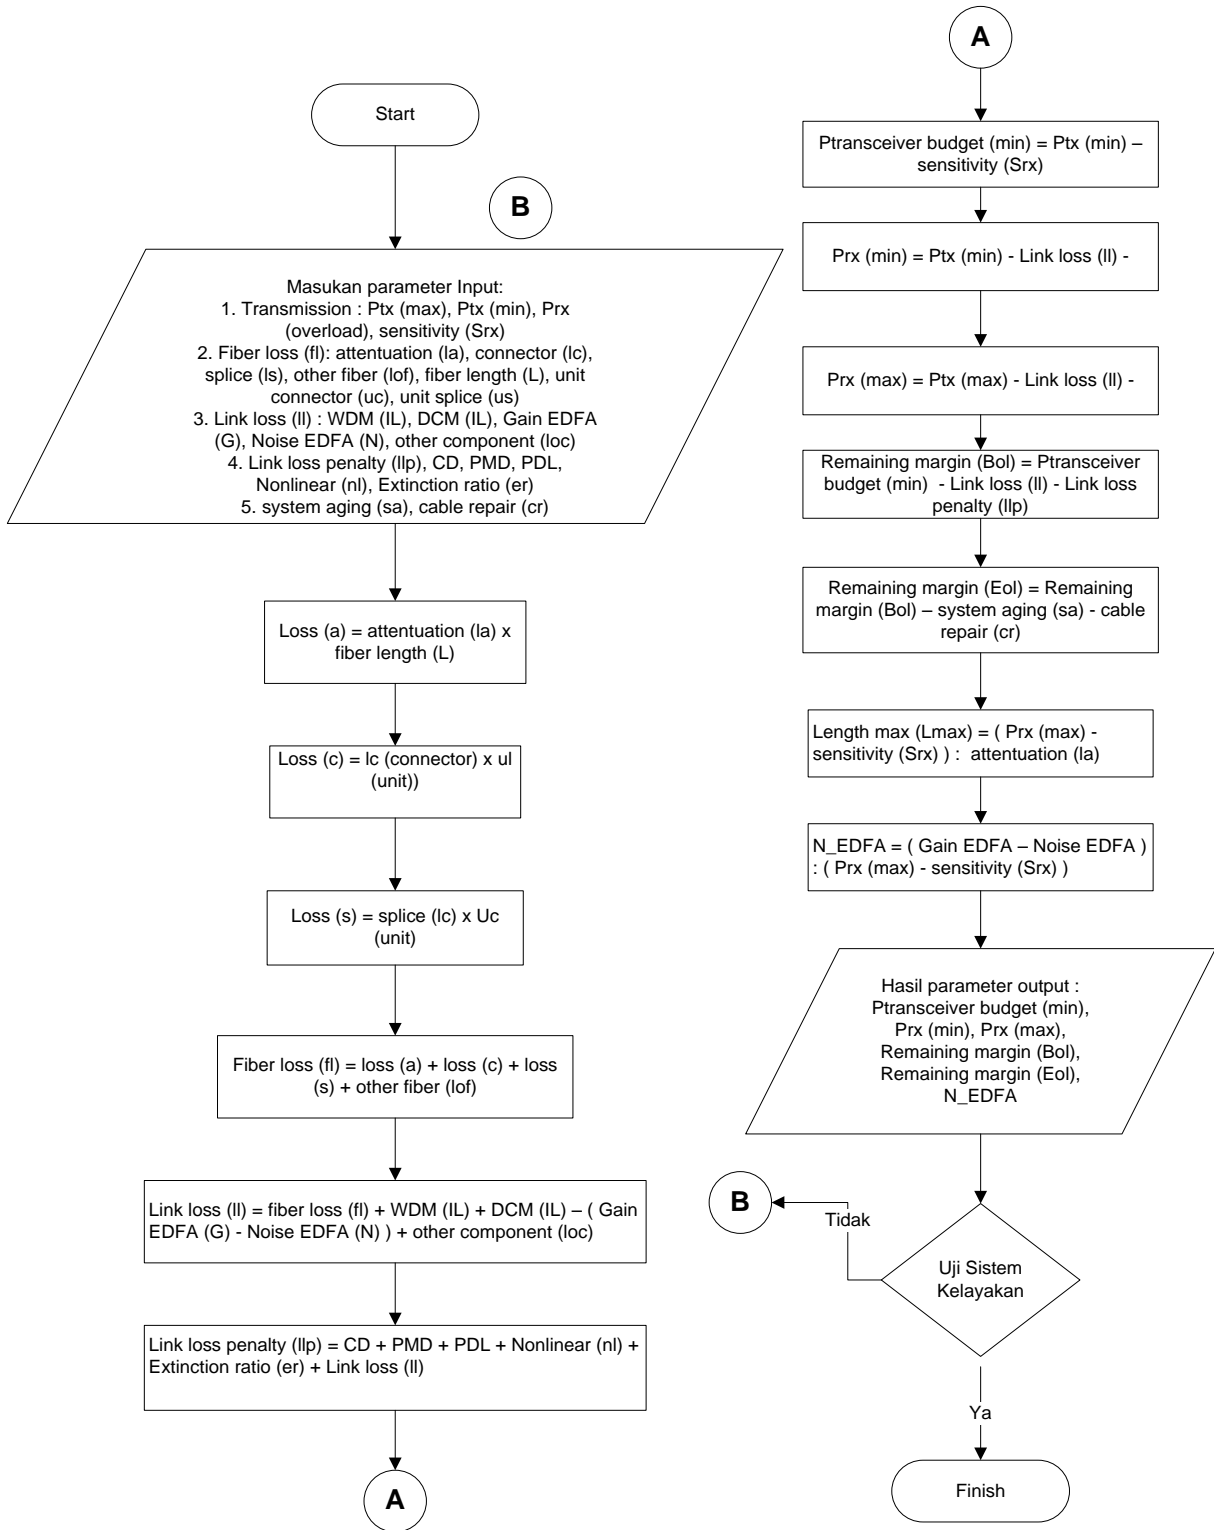 Start
B
Masukan parameter Input:
1. Transmission : Ptx (max), Ptx (min), Prx
(overload), sensitivity (Srx)
2. Fiber loss (fl): attentuation (la), connector (lc),
splice (ls), other fiber (lof), fiber length (L), unit
connector (uc), unit splice (us)
3. Link loss (ll) : WDM (IL), DCM (IL), Gain EDFA
(G), Noise EDFA (N), other component (loc)
4. Link loss penalty (llp), CD, PMD, PDL,
Nonlinear (nl), Extinction ratio (er)
5. system aging (sa), cable repair (cr)
Loss (a) = attentuation (la) x
fiber length (L)
Loss (c) = lc (connector) x ul
(unit))
Loss (s) = splice (lc) x Uc
(unit)
Fiber loss (fl) = loss (a) + loss (c) + loss
(s) + other fiber (lof)
Link loss (ll) = fiber loss (fl) + WDM (IL) + DCM (IL) – ( Gain
EDFA (G) - Noise EDFA (N) ) + other component (loc)
Link loss penalty (llp) = CD + PMD + PDL + Nonlinear (nl) +
Extinction ratio (er) + Link loss (ll)
A
A
Ptransceiver budget (min) = Ptx (min) –
sensitivity (Srx)
Prx (min) = Ptx (min) - Link loss (ll) -
Prx (max) = Ptx (max) - Link loss (ll) -
Remaining margin (Bol) = Ptransceiver
budget (min) - Link loss (ll) - Link loss
penalty (llp)
Remaining margin (Eol) = Remaining
margin (Bol) – system aging (sa) - cable
repair (cr)
Length max (Lmax) = ( Prx (max) -
sensitivity (Srx) ) : attentuation (la)
N_EDFA = ( Gain EDFA – Noise EDFA )
: ( Prx (max) - sensitivity (Srx) )
Hasil parameter output :
Ptransceiver budget (min),
Prx (min), Prx (max),
Remaining margin (Bol),
Remaining margin (Eol),
N_EDFA
B
Tidak
Uji Sistem
Kelayakan
Ya
Finish